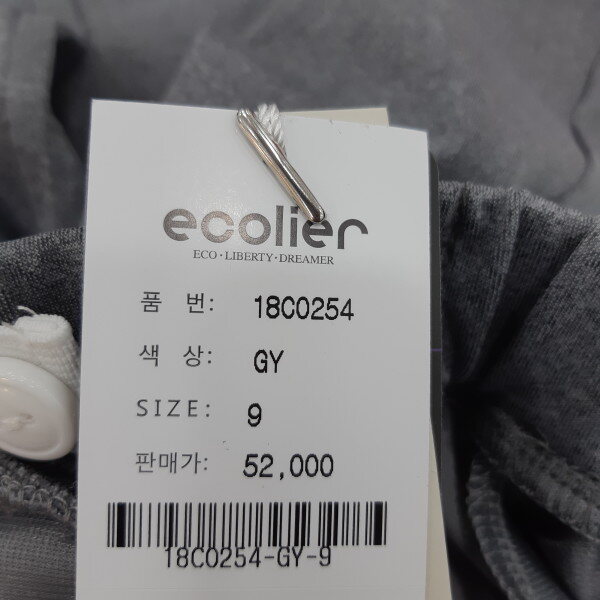 ecolier
ECO·LIBERTY·DREAMER
품 번: 18C0254
색 상: GY
SIZE: 9
판매가: 52,000
18C0254-GY-9